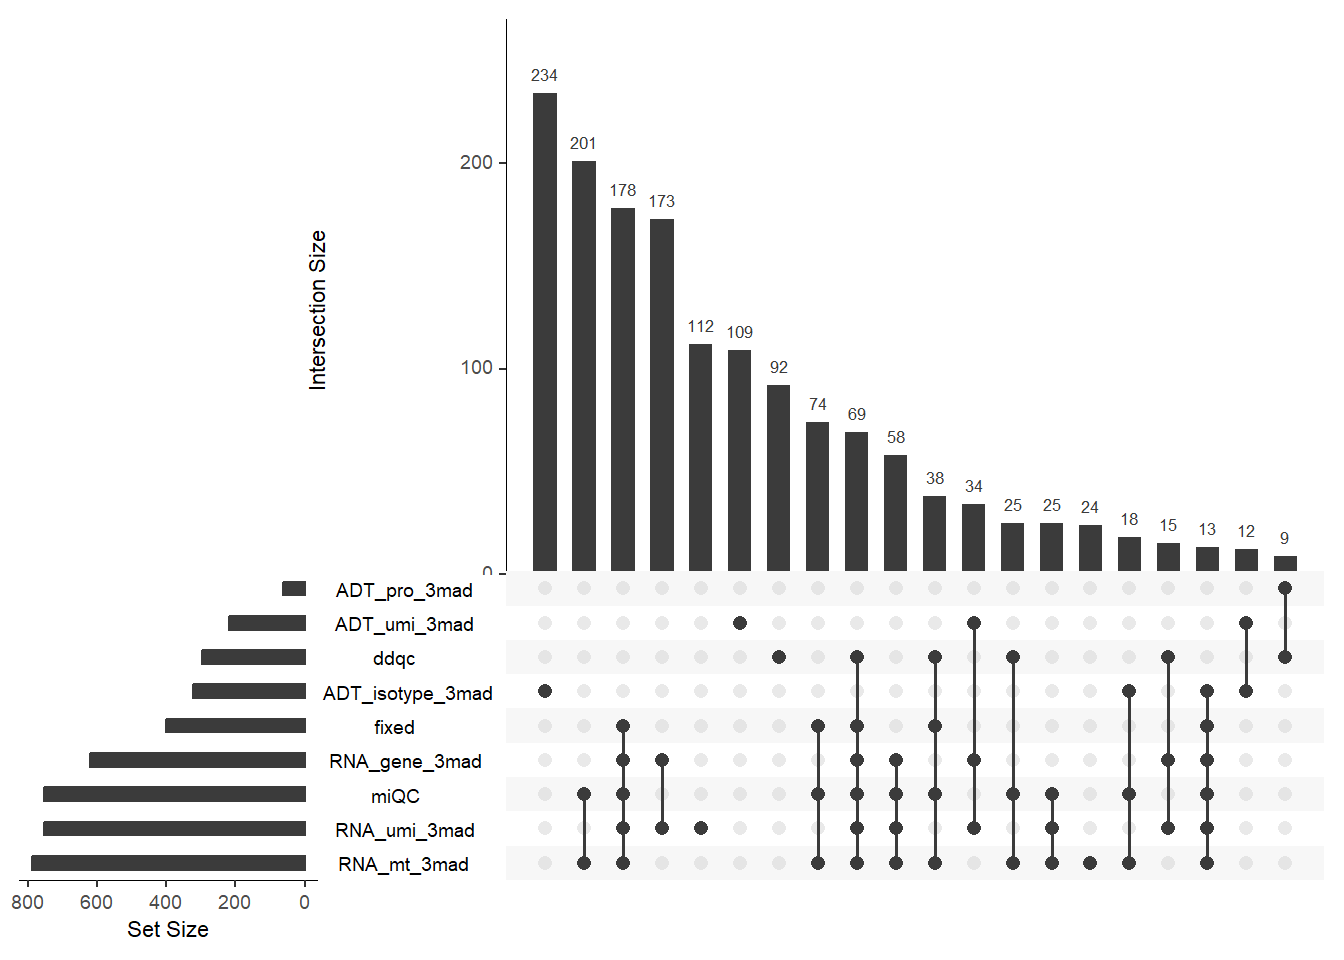 234
201
178
173
112
109
92
74
69
58
38
34
25
25
24
18
15
13
12
9
200
100
0
Intersection Size
ADT_pro_3mad
ADT_umi_3mad
ddqc
ADT_isotype_3mad
fixed
RNA_gene_3mad
miQC
RNA_umi_3mad
RNA_mt_3mad
800 600 400 200 0
Set Size